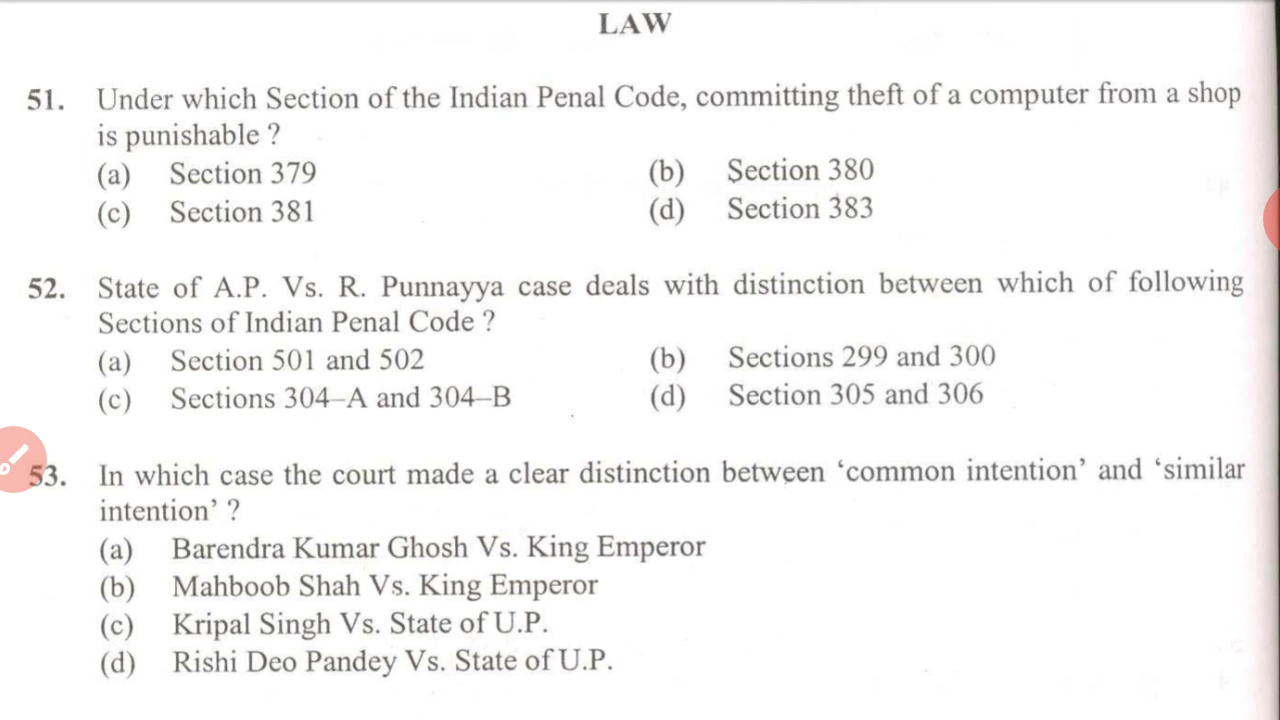 LAW
51. Under which Section of the Indian Penal Code, committing theft of a computer from a shop
is punishable ?
(a) Section 379 (b) Section 380
(c) Section 381 (d) Section 383
52. State of A.P. Vs. R. Punnayya case deals with distinction between which of following
Sections of Indian Penal Code ?
(a) Section 501 and 502 (b) Sections 299 and 300
(c) Sections 304–A and 304–B (d) Section 305 and 306
53. In which case the court made a clear distinction between ‘common intention’ and ‘similar
intention’ ?
(a) Barendra Kumar Ghosh Vs. King Emperor
(b) Mahboob Shah Vs. King Emperor
(c) Kripal Singh Vs. State of U.P.
(d) Rishi Deo Pandey Vs. State of U.P.